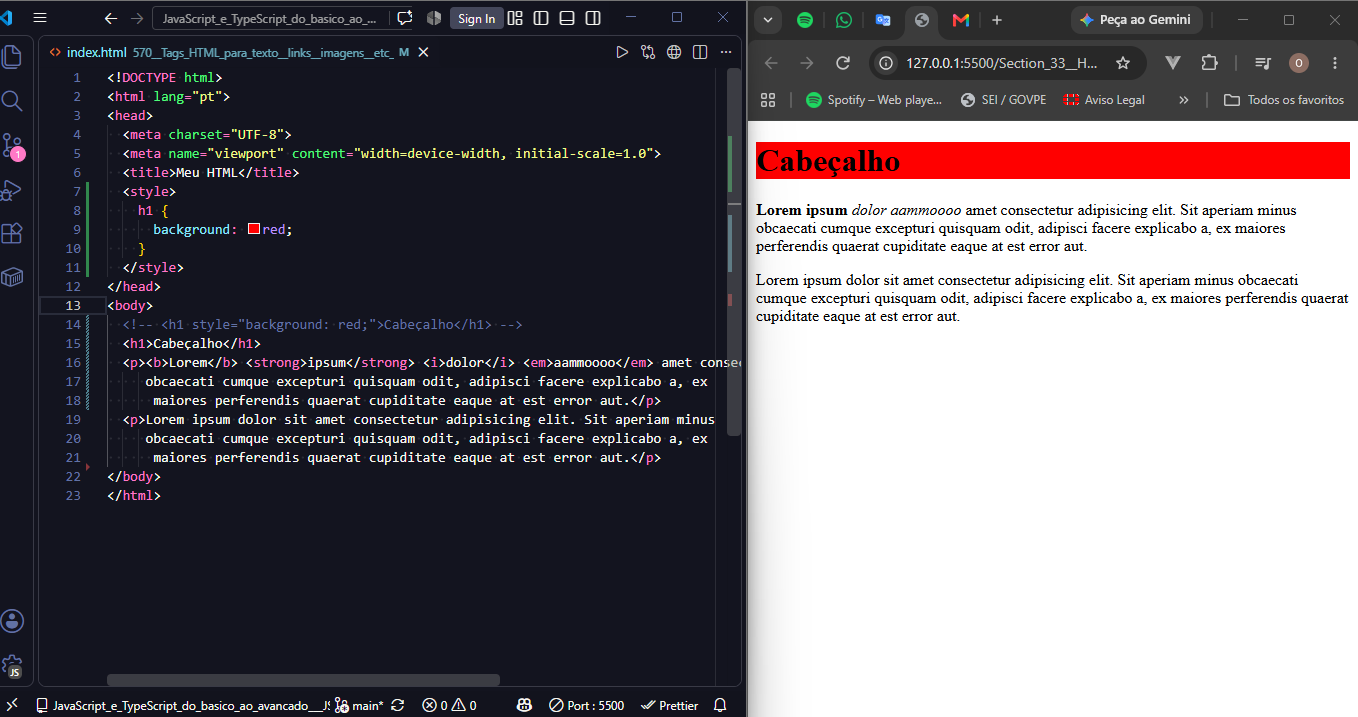 JavaScript_e_TypeScript_do_basico_ao_...
Sign In
index.html 570__Tags_HTML_para_texto__links__imagens__etc_ M
1 <!DOCTYPE html>
2 <html lang="pt">
3 <head>
4 <meta charset="UTF-8">
5 <meta name="viewport" content="width=device-width, initial-scale=1.0">
6 <title>Meu HTML</title>
7 <style>
8 h1 {
9 background: red;
10 }
11 </style>
12 </head>
13 <body>
14 <!-- <h1 style="background: red;">Cabeçalho</h1> -->
15 <h1>Cabeçalho</h1>
16 <p><b>Lorem</b> <strong>ipsum</strong> <i>dolor</i> <em>aammoooo</em> amet consec
17 obcaecati cumque excepturi quisquam odit, adipisci facere explicabo a, ex
18 maiores perferendis quaerat cupiditate eaque at est error aut.</p>
19 <p>Lorem ipsum dolor sit amet consectetur adipisicing elit. Sit aperiam minus
20 obcaecati cumque excepturi quisquam odit, adipisci facere explicabo a, ex
21 maiores perferendis quaerat cupiditate eaque at est error aut.</p>
22 </body>
23 </html>
1
JS
JavaScript_e_TypeScript_do_basico_ao_avancado___JS main* 0 0 Port : 5500 Prettier
Peça ao Gemini
127.0.0.1:5500/Section_33__H...
O
Spotify – Web playe... SEI / GOVPE Aviso Legal » Todos os favoritos
Cabeçalho
Lorem ipsum dolor aammoooo amet consectetur adipisicing elit. Sit aperiam minus
obcaecati cumque excepturi quisquam odit, adipisci facere explicabo a, ex maiores
perferendis quaerat cupiditate eaque at est error aut.
Lorem ipsum dolor sit amet consectetur adipisicing elit. Sit aperiam minus obcaecati
cumque excepturi quisquam odit, adipisci facere explicabo a, ex maiores perferendis quaerat
cupiditate eaque at est error aut.